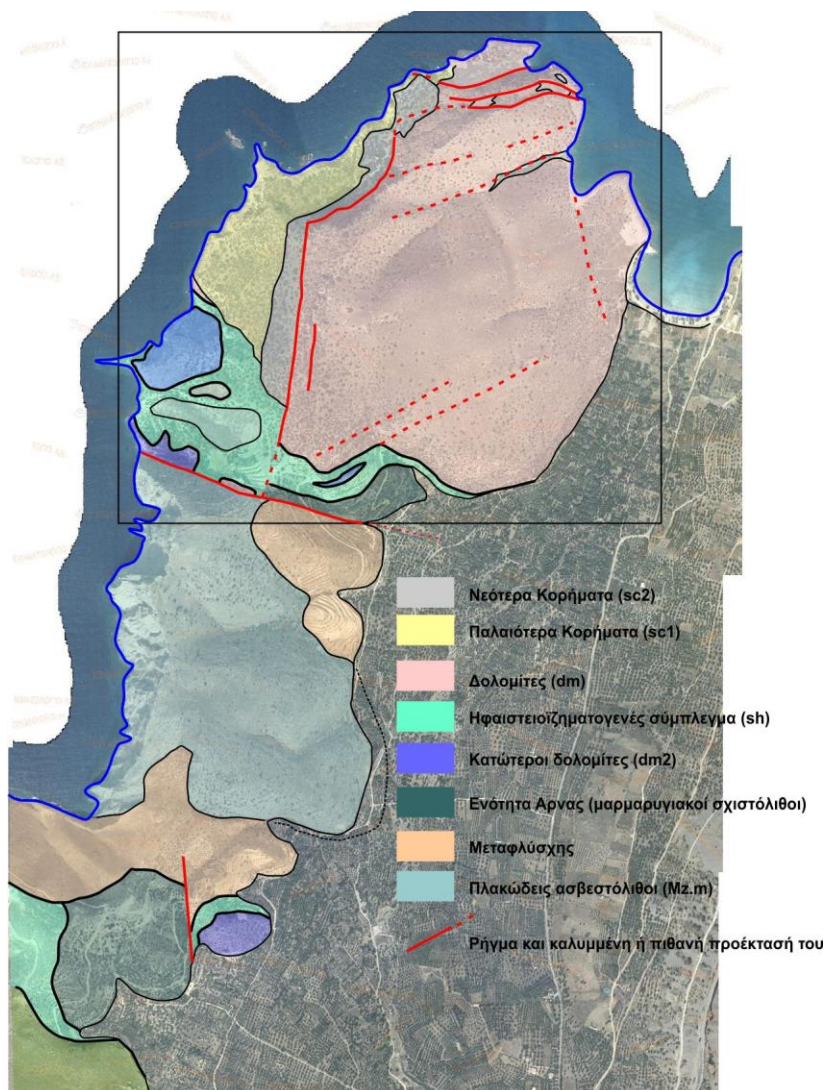 Νεότερα Κορήματα (sc2)
Παλαιότερα Κορήματα (sc1)
Δολομίτες (dm)
Ηφαιστειοϊζηματογενές σύμπλεγμα (sh)
Κατώτεροι δολομίτες (dm2)
Ενότητα Αρνας (μαρμαρυγιακοί σχιστόλιθοι)
Μεταφλύσχης
Πλακώδεις ασβεστόλιθοι (Mz.m)
Ρήγμα και καλυμμένη ή πιθανή προέκτασή του